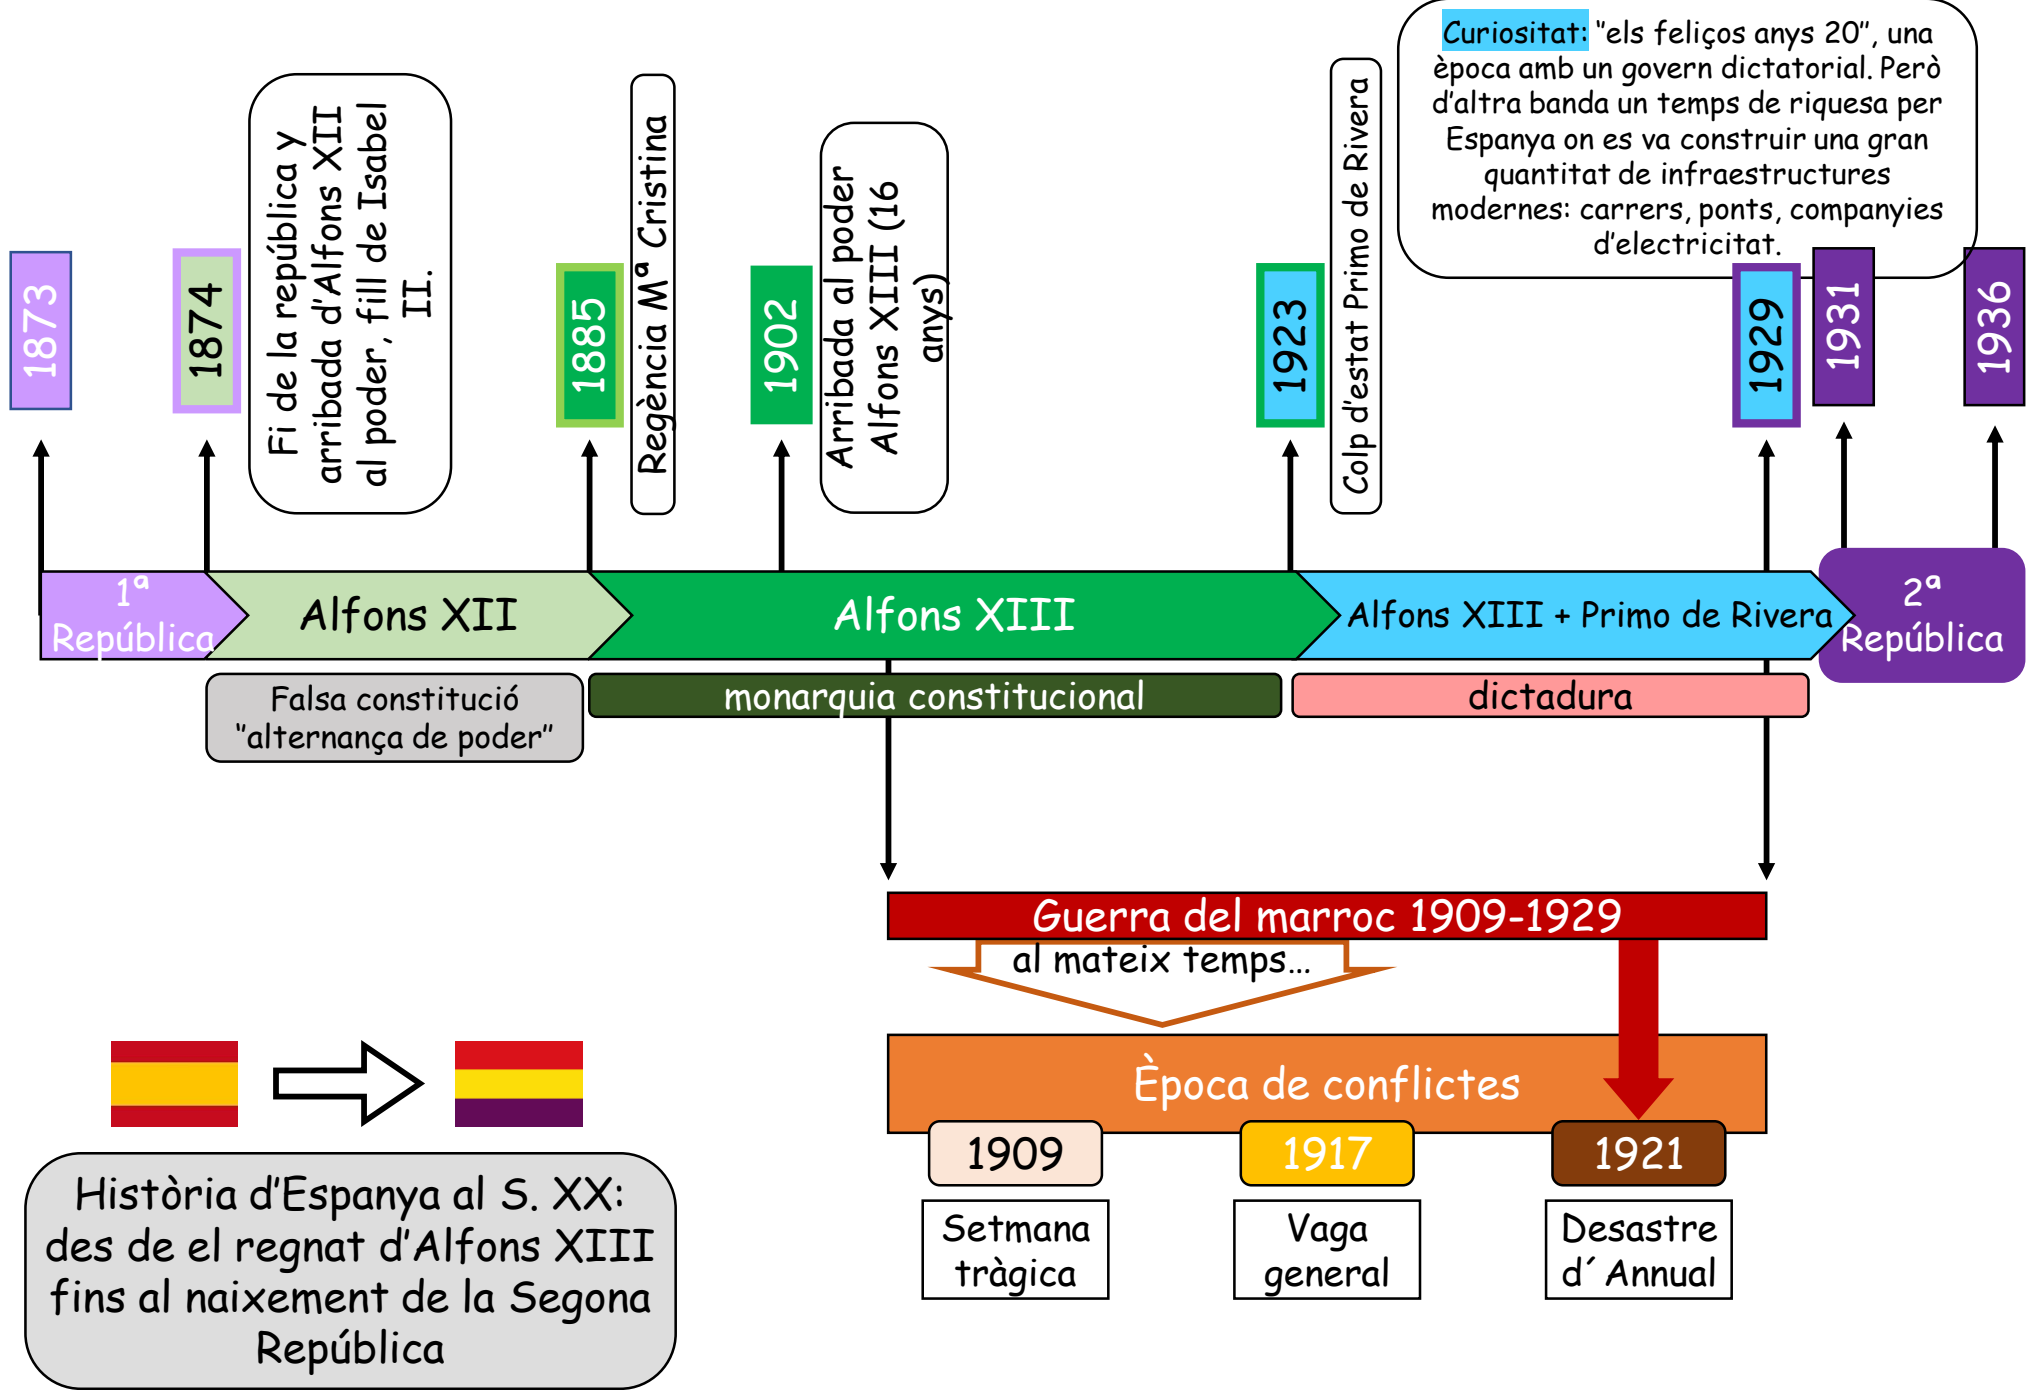 Curiositat: "els feliços anys 20", una
època amb un govern dictatorial. Però
d'altra banda un temps de riquesa per
Espanya on es va construir una gran
quantitat de infraestructures
modernes: carrers, ponts, companyies
d'electricitat.
1873
1874
Fi de la república y
arribada d'Alfons XII
al poder, fill de Isabel
II.
1885
Regència Mª Cristina
1902
Arribada al poder
Alfons XIII (16
anys)
1923
Colp d'estat Primo de Rivera
1929
1931
1936
1ª
República
Alfons XII
Alfons XIII
Alfons XIII + Primo de Rivera
2ª
República
Falsa constitució
"alternança de poder"
monarquia constitucional
dictadura
Guerra del marroc 1909-1929
al mateix temps...
Època de conflictes
1909
1917
1921
Setmana
tràgica
Vaga
general
Desastre
d´ Annual
Història d'Espanya al S. XX:
des de el regnat d'Alfons XIII
fins al naixement de la Segona
República